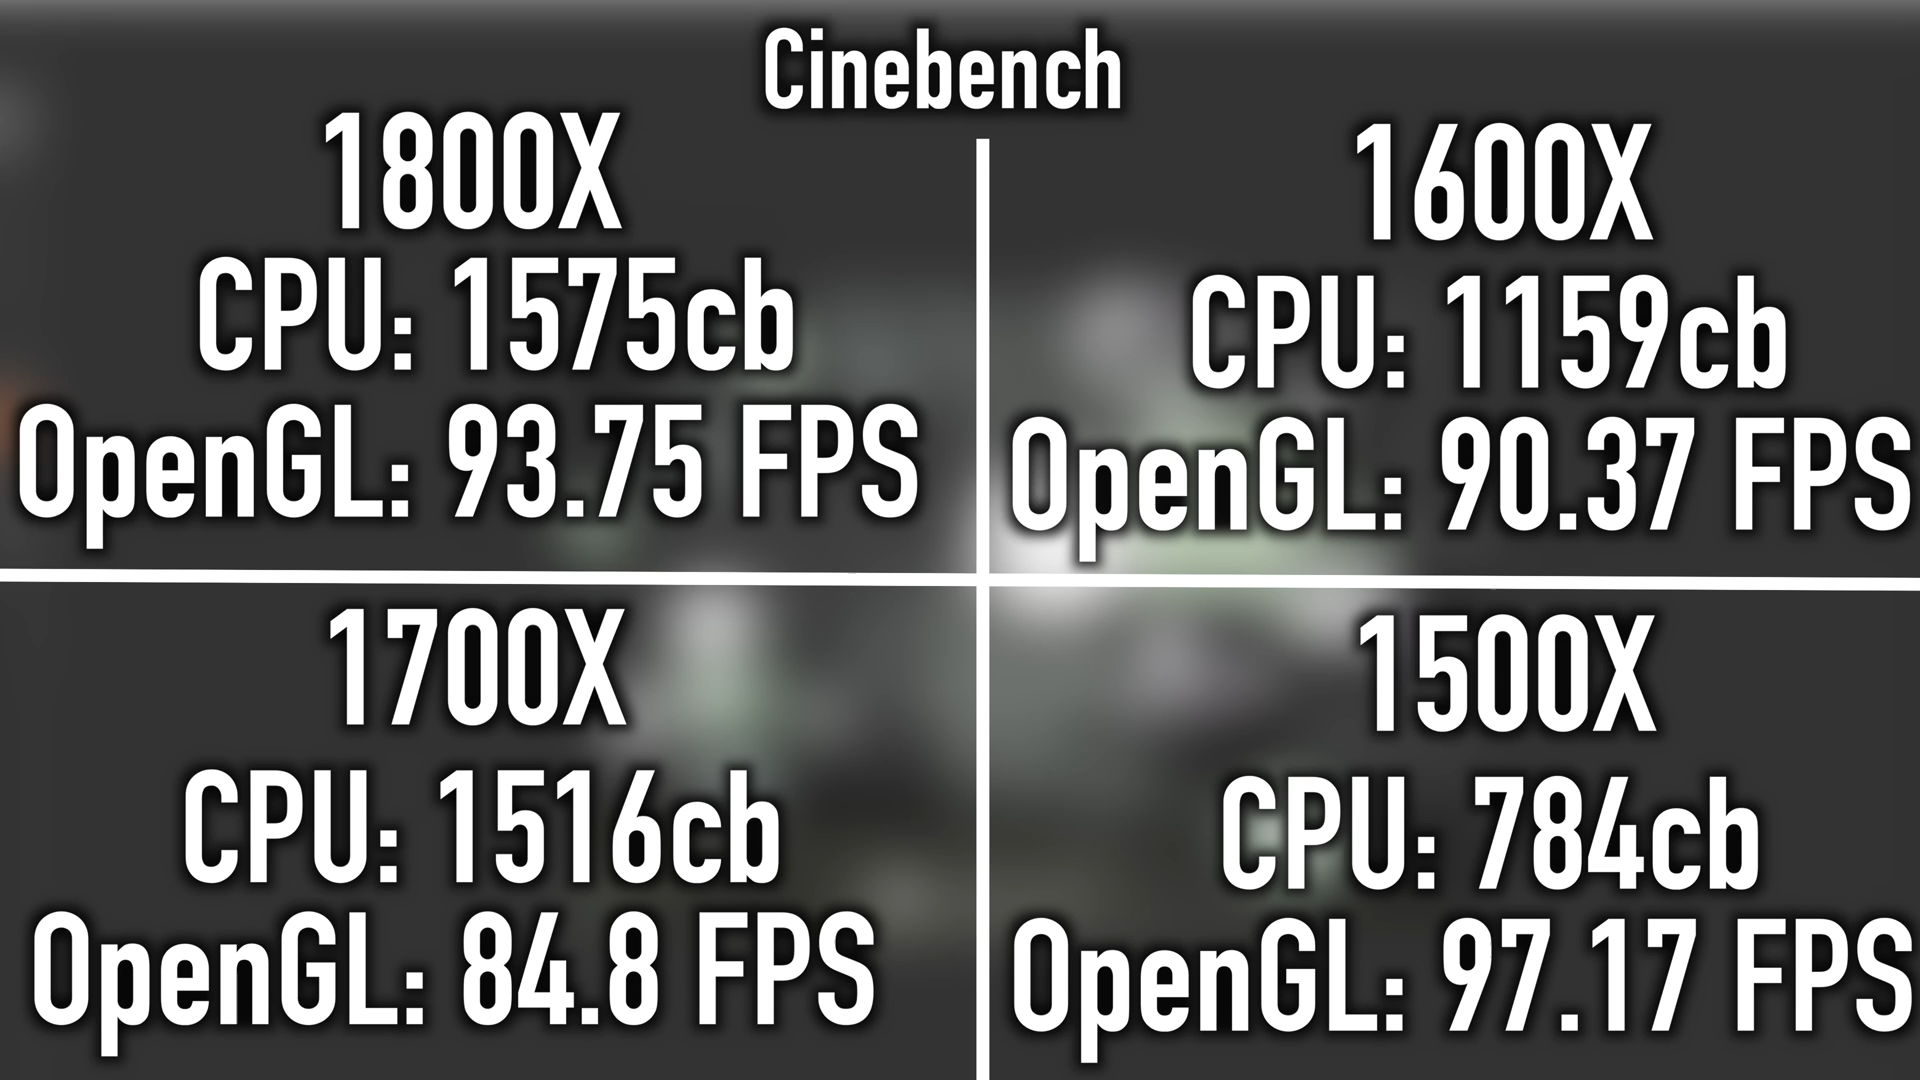 Cinebench
1800X
CPU: 1575cb
OpenGL: 93.75 FPS
1600X
CPU: 1159cb
OpenGL: 90.37 FPS
1700X
CPU: 1516cb
OpenGL: 84.8 FPS
1500X
CPU: 784cb
OpenGL: 97.17 FPS